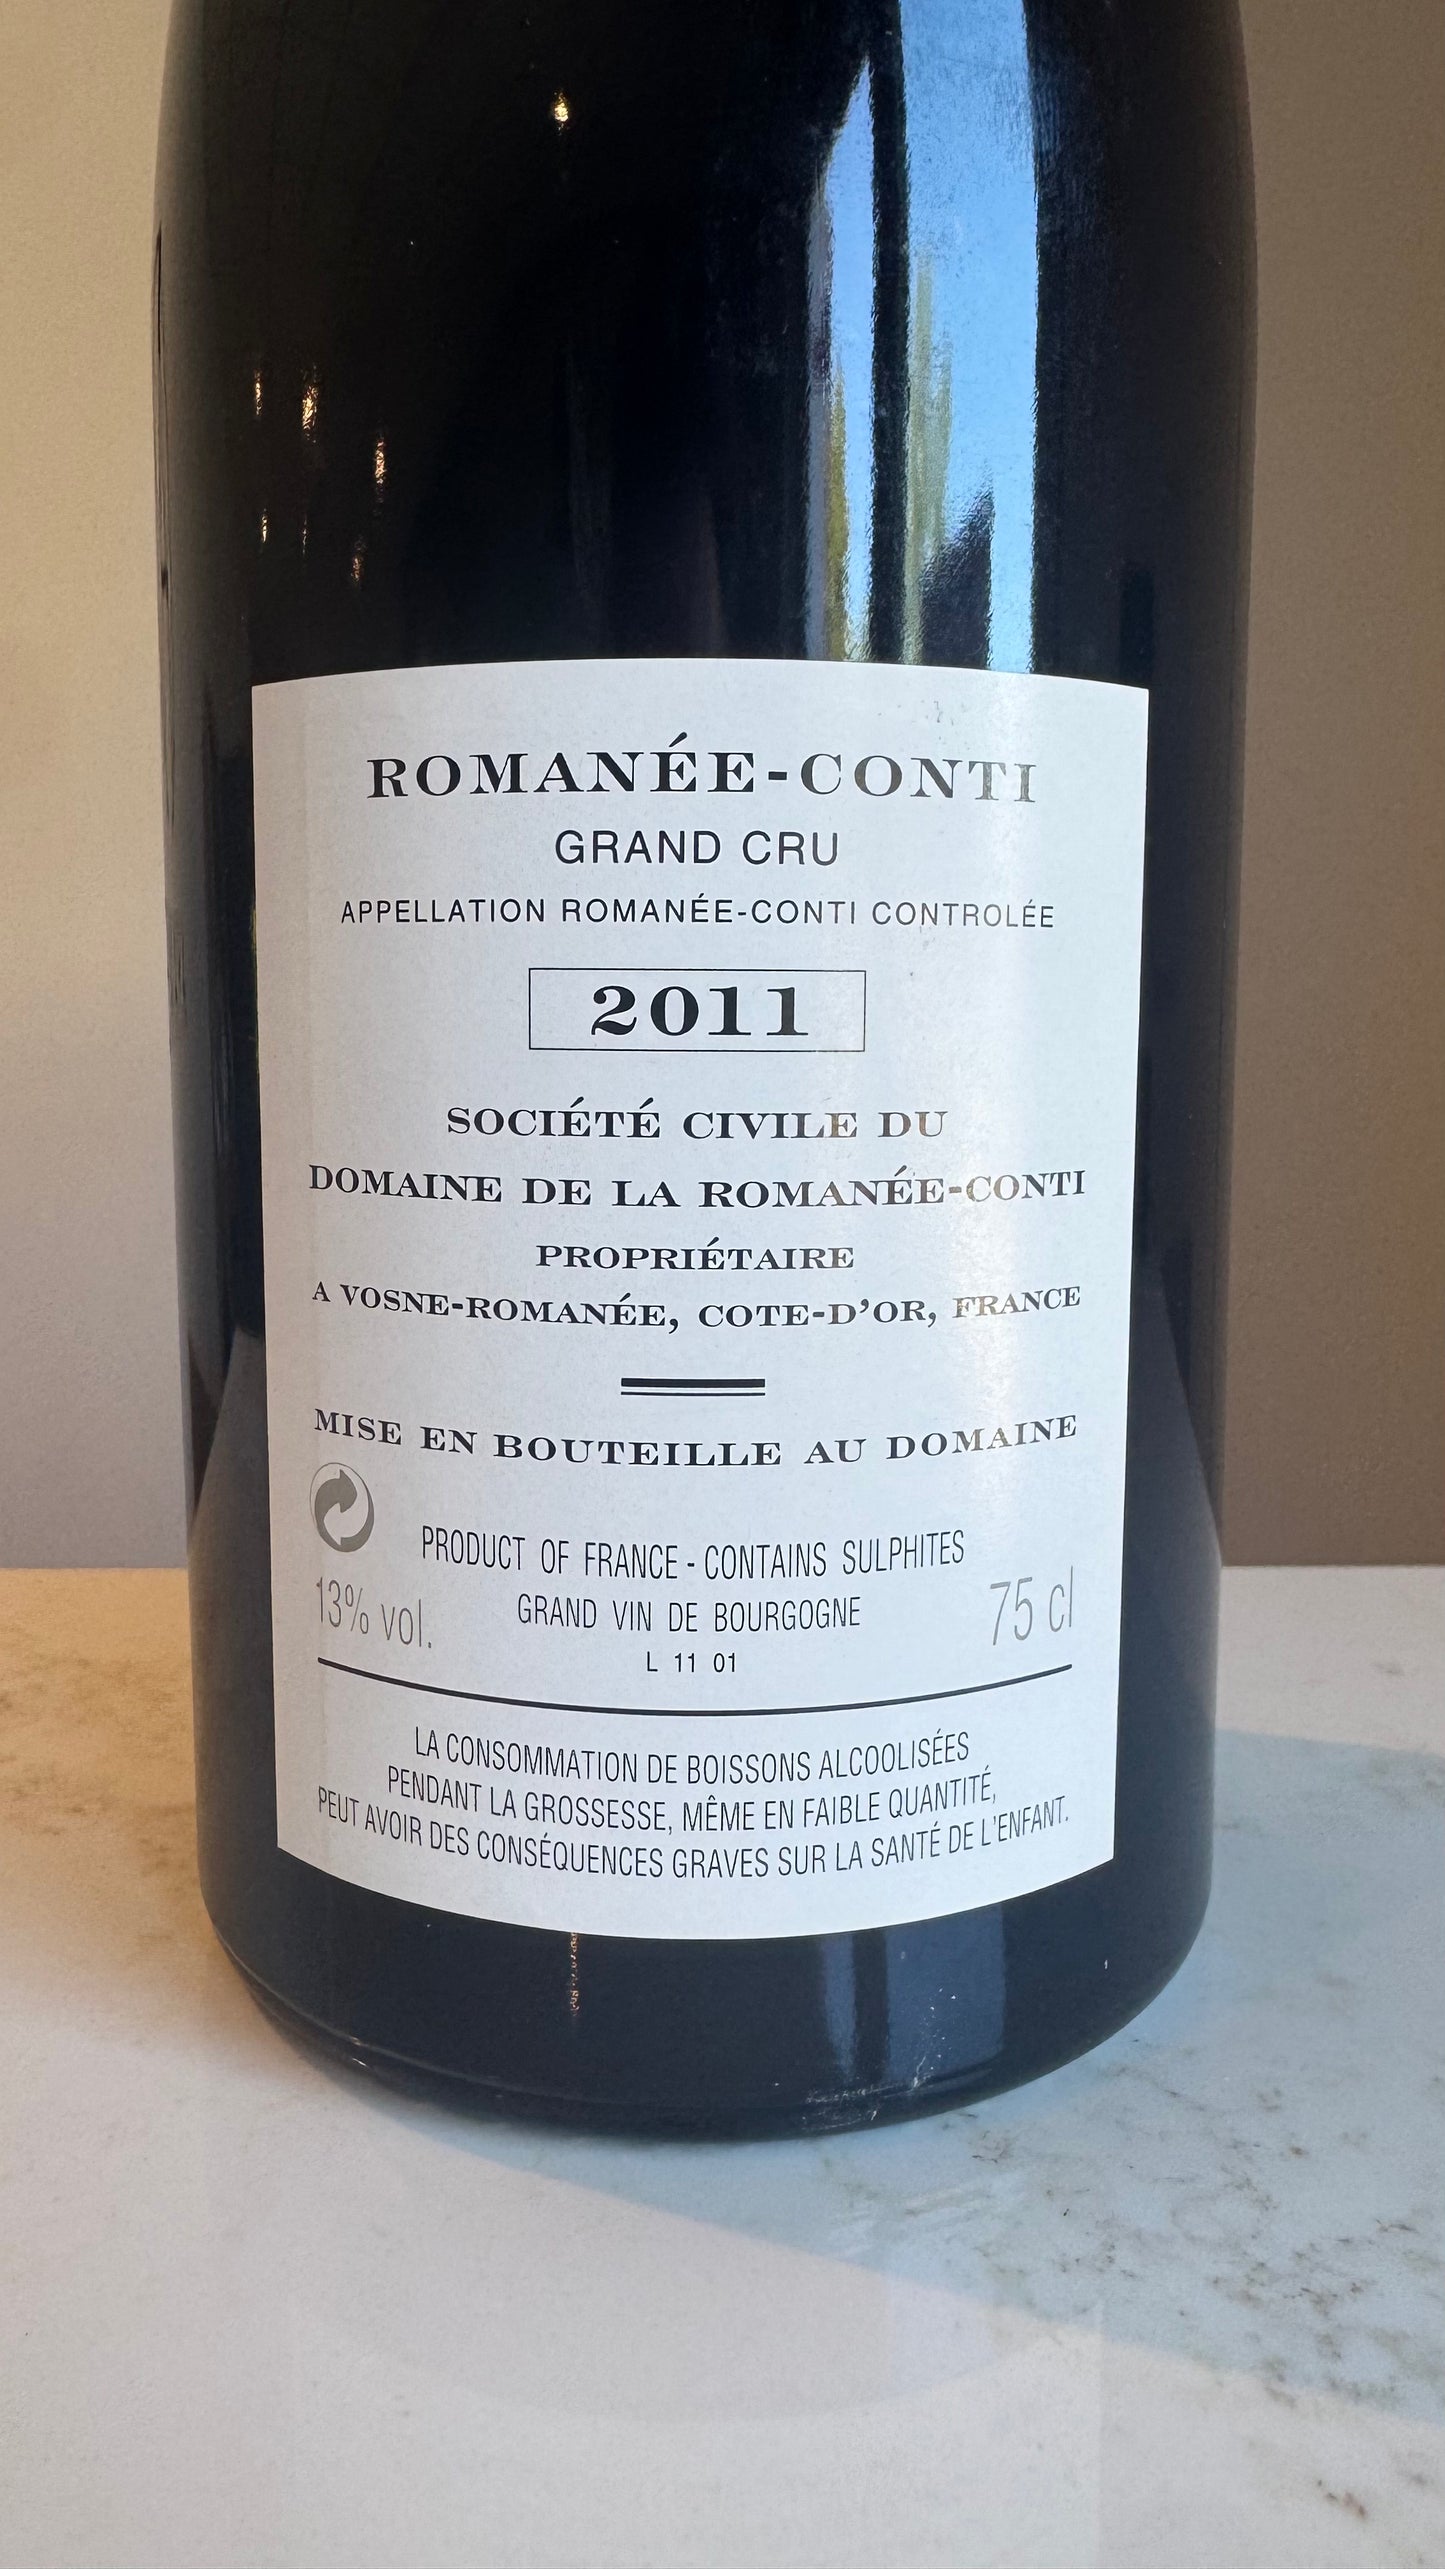 ROMANÉE-CONTI
GRAND CRU
APPELLATION ROMANÉE-CONTI CONTROLÉE
2011
SOCIÉTÉ CIVILE DU
DOMAINE DE LA ROMANÉE-CONTI
PROPRIÉTAIRE
A VOSNE-ROMANÉE, COTE-D'OR, FRANCE
MISE EN BOUTEILLE AU DOMAINE
PRODUCT OF FRANCE - CONTAINS SULPHITES
13% vol. GRAND VIN DE BOURGOGNE 75 cl
L 11 01
LA CONSOMMATION DE BOISSONS ALCOOLISÉES
PENDANT LA GROSSESSE, MÊME EN FAIBLE QUANTITÉ,
PEUT AVOIR DES CONSÉQUENCES GRAVES SUR LA SANTÉ DE L'ENFANT.